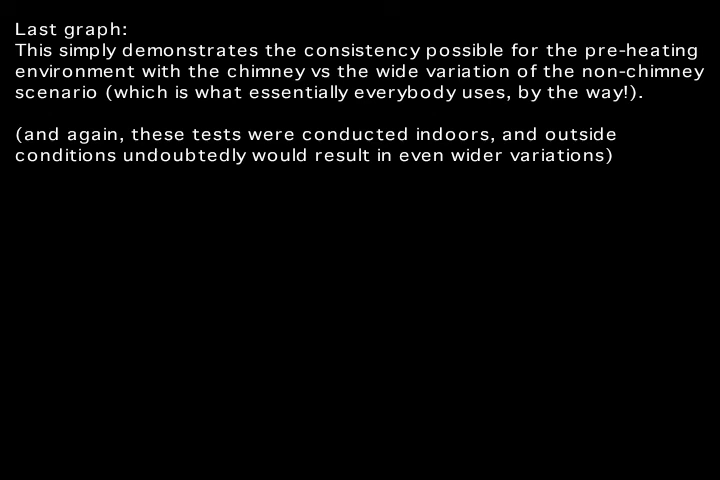 Last graph:
This simply demonstrates the consistency possible for the pre-heating
environment with the chimney vs the wide variation of the non-chimney
scenario (which is what essentially everybody uses, by the way!).
(and again, these tests were conducted indoors, and outside
conditions undoubtedly would result in even wider variations)